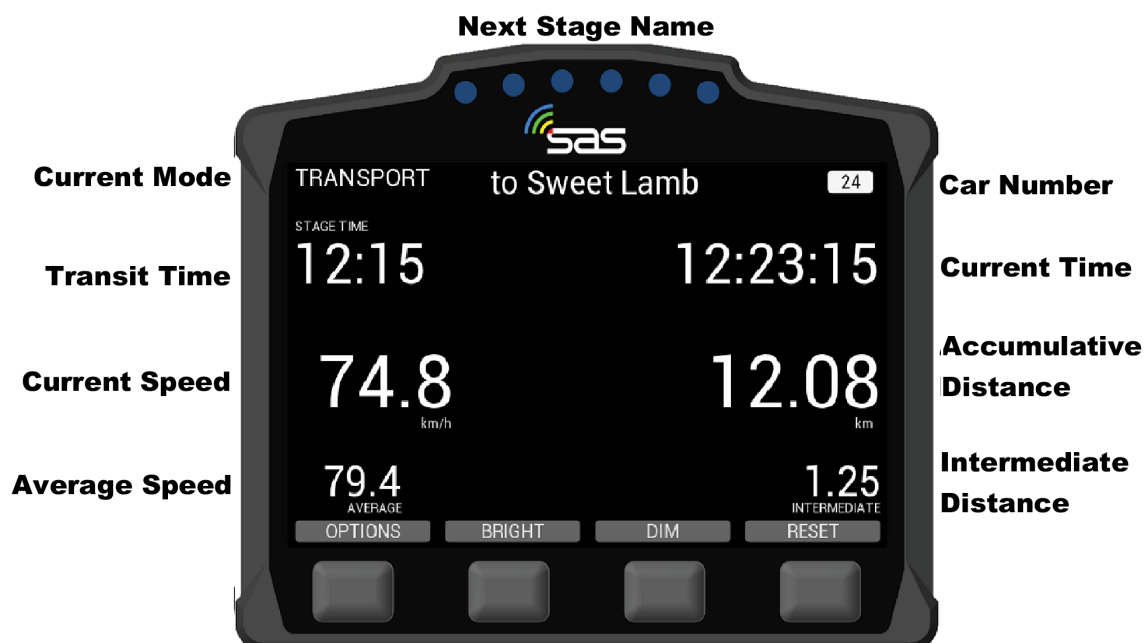 Next Stage Name
sas
Current Mode
TRANSPORT
to Sweet Lamb
24
Car Number
STAGE TIME
Transit Time
12:15
12:23:15
Current Time
Current Speed
74.8
km/h
12.08
km
Accumulative
Distance
Average Speed
79.4
AVERAGE
1.25
INTERMEDIATE
Intermediate
Distance
OPTIONS
BRIGHT
DIM
RESET